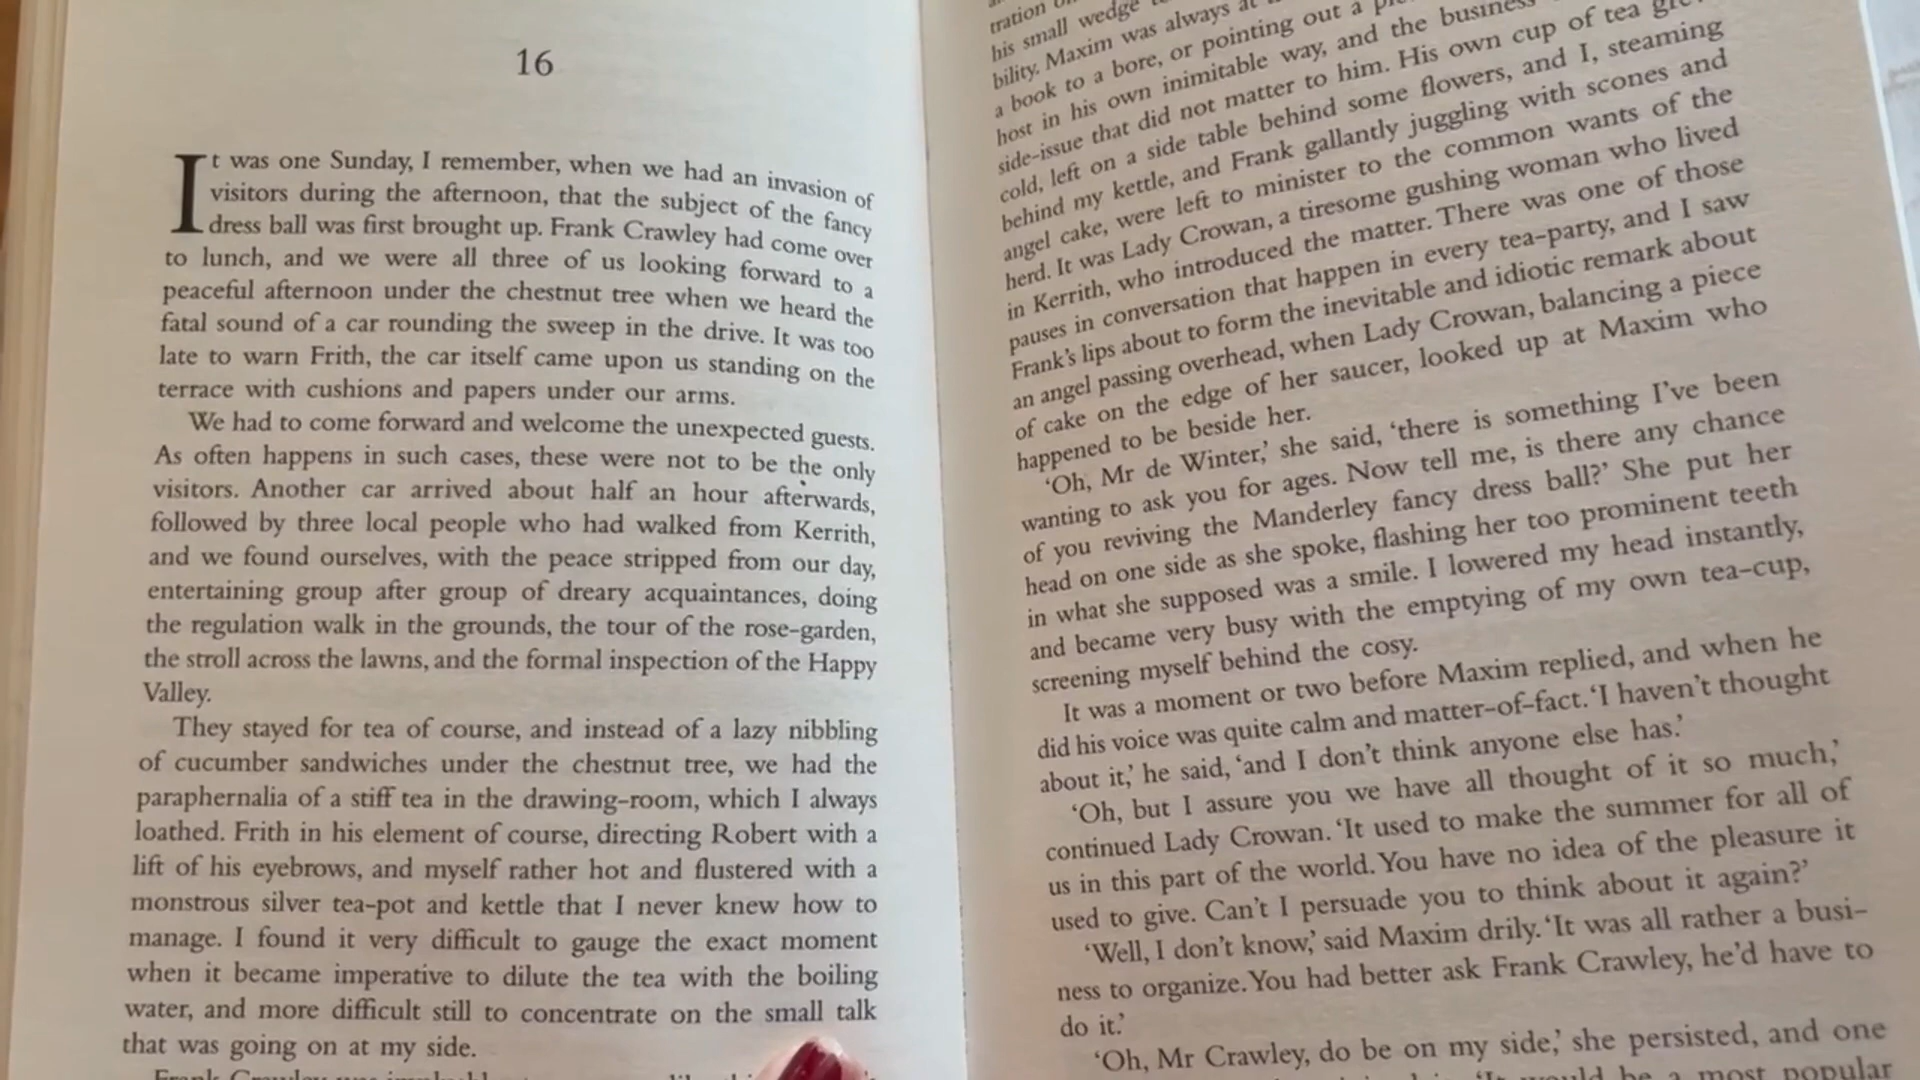 16
It was one Sunday, I remember, when we had an invasion of
visitors during the afternoon, that the subject of the fancy
dress ball was first brought up. Frank Crawley had come over
to lunch, and we were all three of us looking forward to a
peaceful afternoon under the chestnut tree when we heard the
fatal sound of a car rounding the sweep in the drive. It was too
late to warn Frith, the car itself came upon us standing on the
terrace with cushions and papers under our arms.
We had to come forward and welcome the unexpected guests.
As often happens in such cases, these were not to be the only
visitors. Another car arrived about half an hour afterwards,
followed by three local people who had walked from Kerrith,
and we found ourselves, with the peace stripped from our day,
entertaining group after group of dreary acquaintances, doing
the regulation walk in the grounds, the tour of the rose-garden,
the stroll across the lawns, and the formal inspection of the Happy
Valley.
They stayed for tea of course, and instead of a lazy nibbling
of cucumber sandwiches under the chestnut tree, we had the
paraphernalia of a stiff tea in the drawing-room, which I always
loathed. Frith in his element of course, directing Robert with a
lift of his eyebrows, and myself rather hot and flustered with a
monstrous silver tea-pot and kettle that I never knew how to
manage. I found it very difficult to gauge the exact moment
when it became imperative to dilute the tea with the boiling
water, and more difficult still to concentrate on the small talk
that was going on at my side.
Frank Crawley was
tration
his small wedge
bility. Maxim was always at
a book to a bore, or pointing out a
host in his own inimitable way, and the business
side-issue that did not matter to him. His own cup of tea
cold, left on a side table behind some flowers, and I, steaming
behind my kettle, and Frank gallantly juggling with scones and
angel cake, were left to minister to the common wants of the
herd. It was Lady Crowan, a tiresome gushing woman who lived
in Kerrith, who introduced the matter. There was one of those
pauses in conversation that happen in every tea-party, and I saw
Frank's lips about to form the inevitable and idiotic remark about
an angel passing overhead, when Lady Crowan, balancing a piece
of cake on the edge of her saucer, looked up at Maxim who
happened to be beside her.
'Oh, Mr de Winter,' she said, 'there is something I've been
wanting to ask you for ages. Now tell me, is there any chance
of you reviving the Manderley fancy dress ball?' She put her
head on one side as she spoke, flashing her too prominent teeth
in what she supposed was a smile. I lowered my head instantly,
and became very busy with the emptying of my own tea-cup,
screening myself behind the cosy.
It was a moment or two before Maxim replied, and when he
did his voice was quite calm and matter-of-fact. 'I haven't thought
about it,' he said, 'and I don't think anyone else has.'
'Oh, but I assure you we have all thought of it so much,'
continued Lady Crowan. 'It used to make the summer for all of
us in this part of the world. You have no idea of the pleasure it
used to give. Can't I persuade you to think about it again?'
'Well, I don't know,' said Maxim drily. 'It was all rather a busi-
ness to organize. You had better ask Frank Crawley, he'd have to
do it.'
'Oh, Mr Crawley, do be on my side,' she persisted, and one
'It would be a most popular